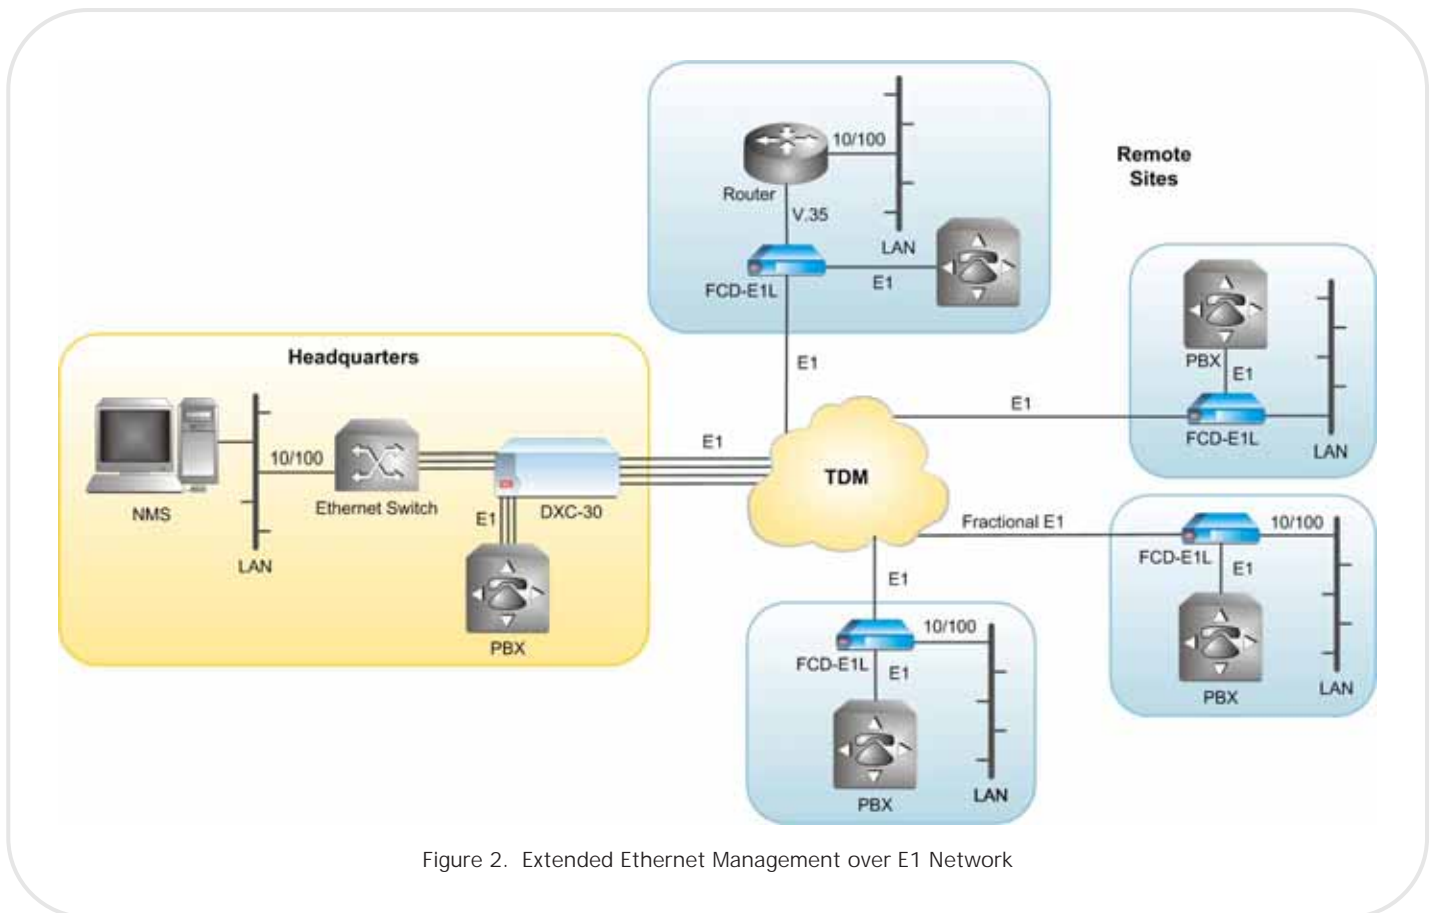 Remote
Sites
10/100
Router
V.35
LAN
FCD-E1L
E1
E1
Headquarters
NMS
10/100
LAN
Ethernet Switch
E1
DXC-30
PBX
E1
TDM
E1
PBX
E1
FCD-E1L
LAN
Fractional E1
10/100
FCD-E1L
E1
PBX
LAN
E1
10/100
FCD-E1L
E1
PBX
LAN
Figure 2. Extended Ethernet Management over E1 Network